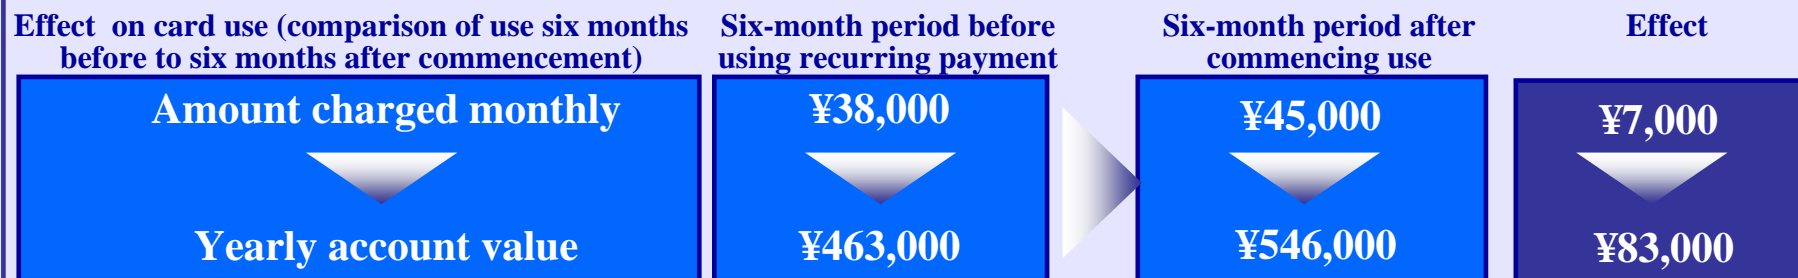 Effect on card use (comparison of use six months
before to six months after commencement)
Six-month period before
using recurring payment
Six-month period after
commencing use
Effect
Amount charged monthly
¥38,000
¥45,000
¥7,000
Yearly account value
¥463,000
¥546,000
¥83,000